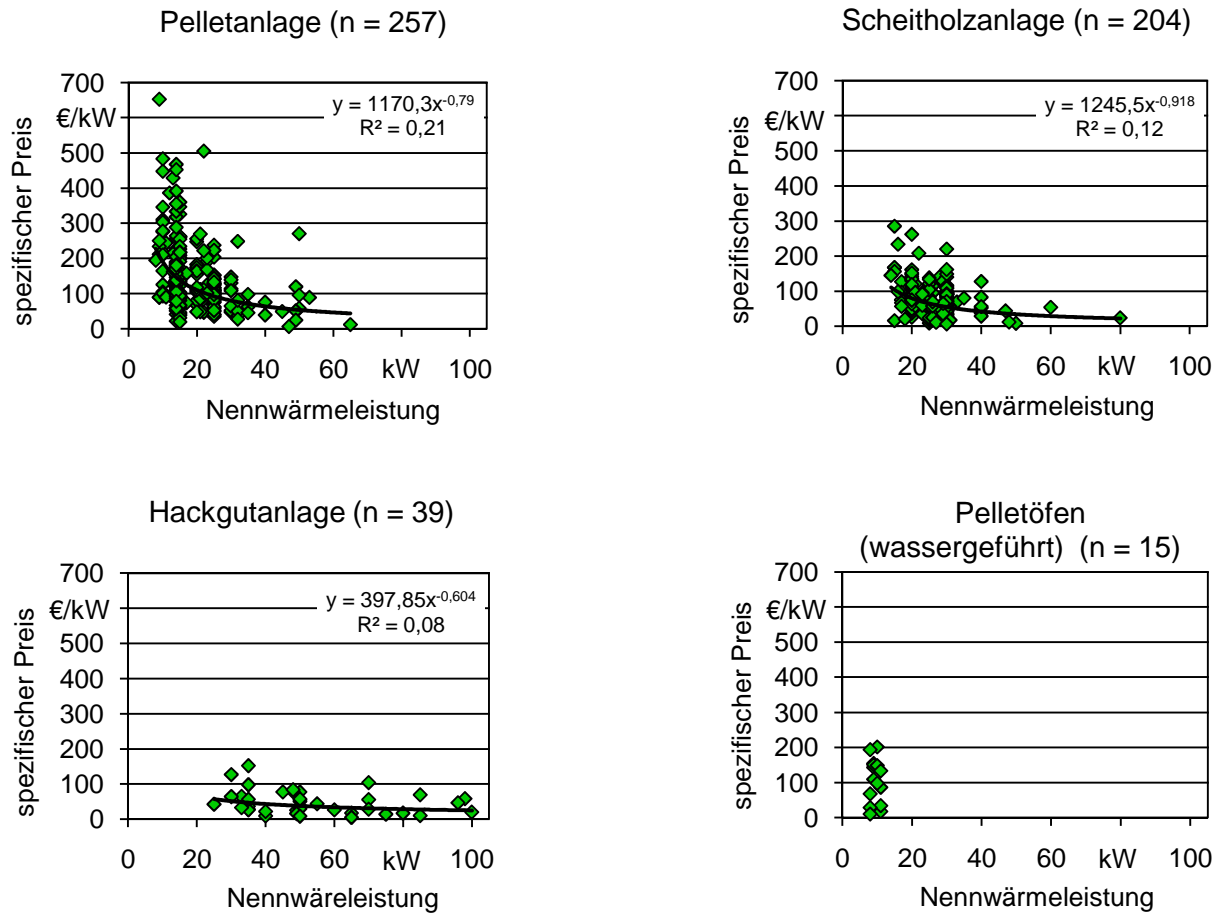 Pelletanlage (n = 257)
700
€/kW
500
400
300
200
100
0
spezifischer Preis
y = 1170,3x-0,79
R² = 0,21
0 20 40 60 kW 100
Nennwärmeleistung
Scheitholzanlage (n = 204)
700
€/kW
500
400
300
200
100
0
spezifischer Preis
y = 1245,5x-0,918
R² = 0,12
0 20 40 60 kW 100
Nennwärmeleistung
Hackgutanlage (n = 39)
700
€/kW
500
400
300
200
100
0
spezifischer Preis
y = 397,85x-0,604
R² = 0,08
0 20 40 60 kW 100
Nennwäreleistung
Pelletöfen
(wassergeführt) (n = 15)
700
€/kW
500
400
300
200
100
0
spezifischer Preis
0 20 40 60 kW 100
Nennwärmeleistung